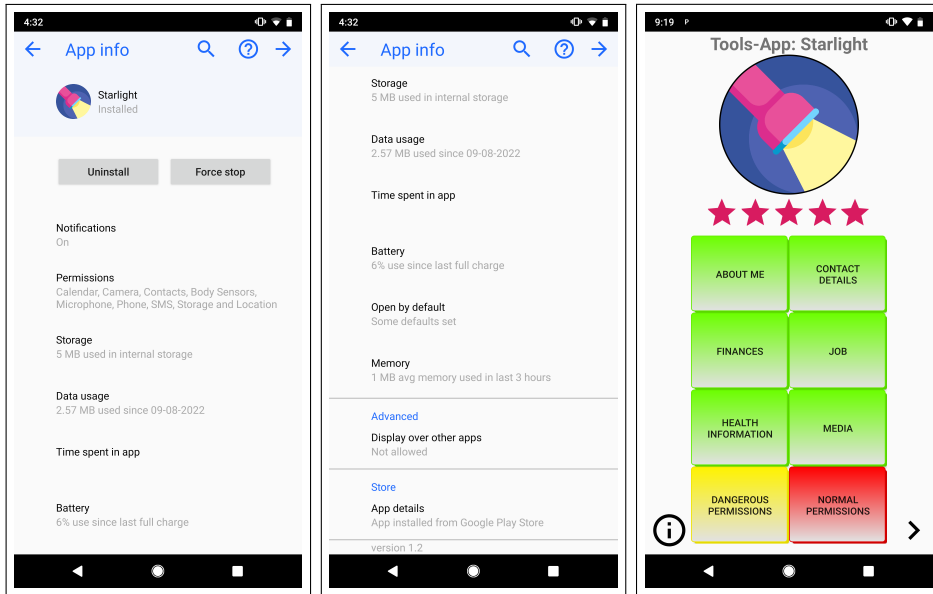 4:32
App info
Starlight
Installed
Uninstall
Force stop
Notifications
On
Permissions
Calendar, Camera, Contacts, Body Sensors,
Microphone, Phone, SMS, Storage and Location
Storage
5 MB used in internal storage
Data usage
2.57 MB used since 09-08-2022
Time spent in app
Battery
6% use since last full charge
4:32
App info
Storage
5 MB used in internal storage
Data usage
2.57 MB used since 09-08-2022
Time spent in app
Battery
6% use since last full charge
Open by default
Some defaults set
Memory
1 MB avg memory used in last 3 hours
Advanced
Display over other apps
Not allowed
Store
App details
App installed from Google Play Store
version 1.2
9:19 P
Tools-App: Starlight
ABOUT ME
CONTACT
DETAILS
FINANCES
JOB
HEALTH
INFORMATION
MEDIA
DANGEROUS
PERMISSIONS
NORMAL
PERMISSIONS